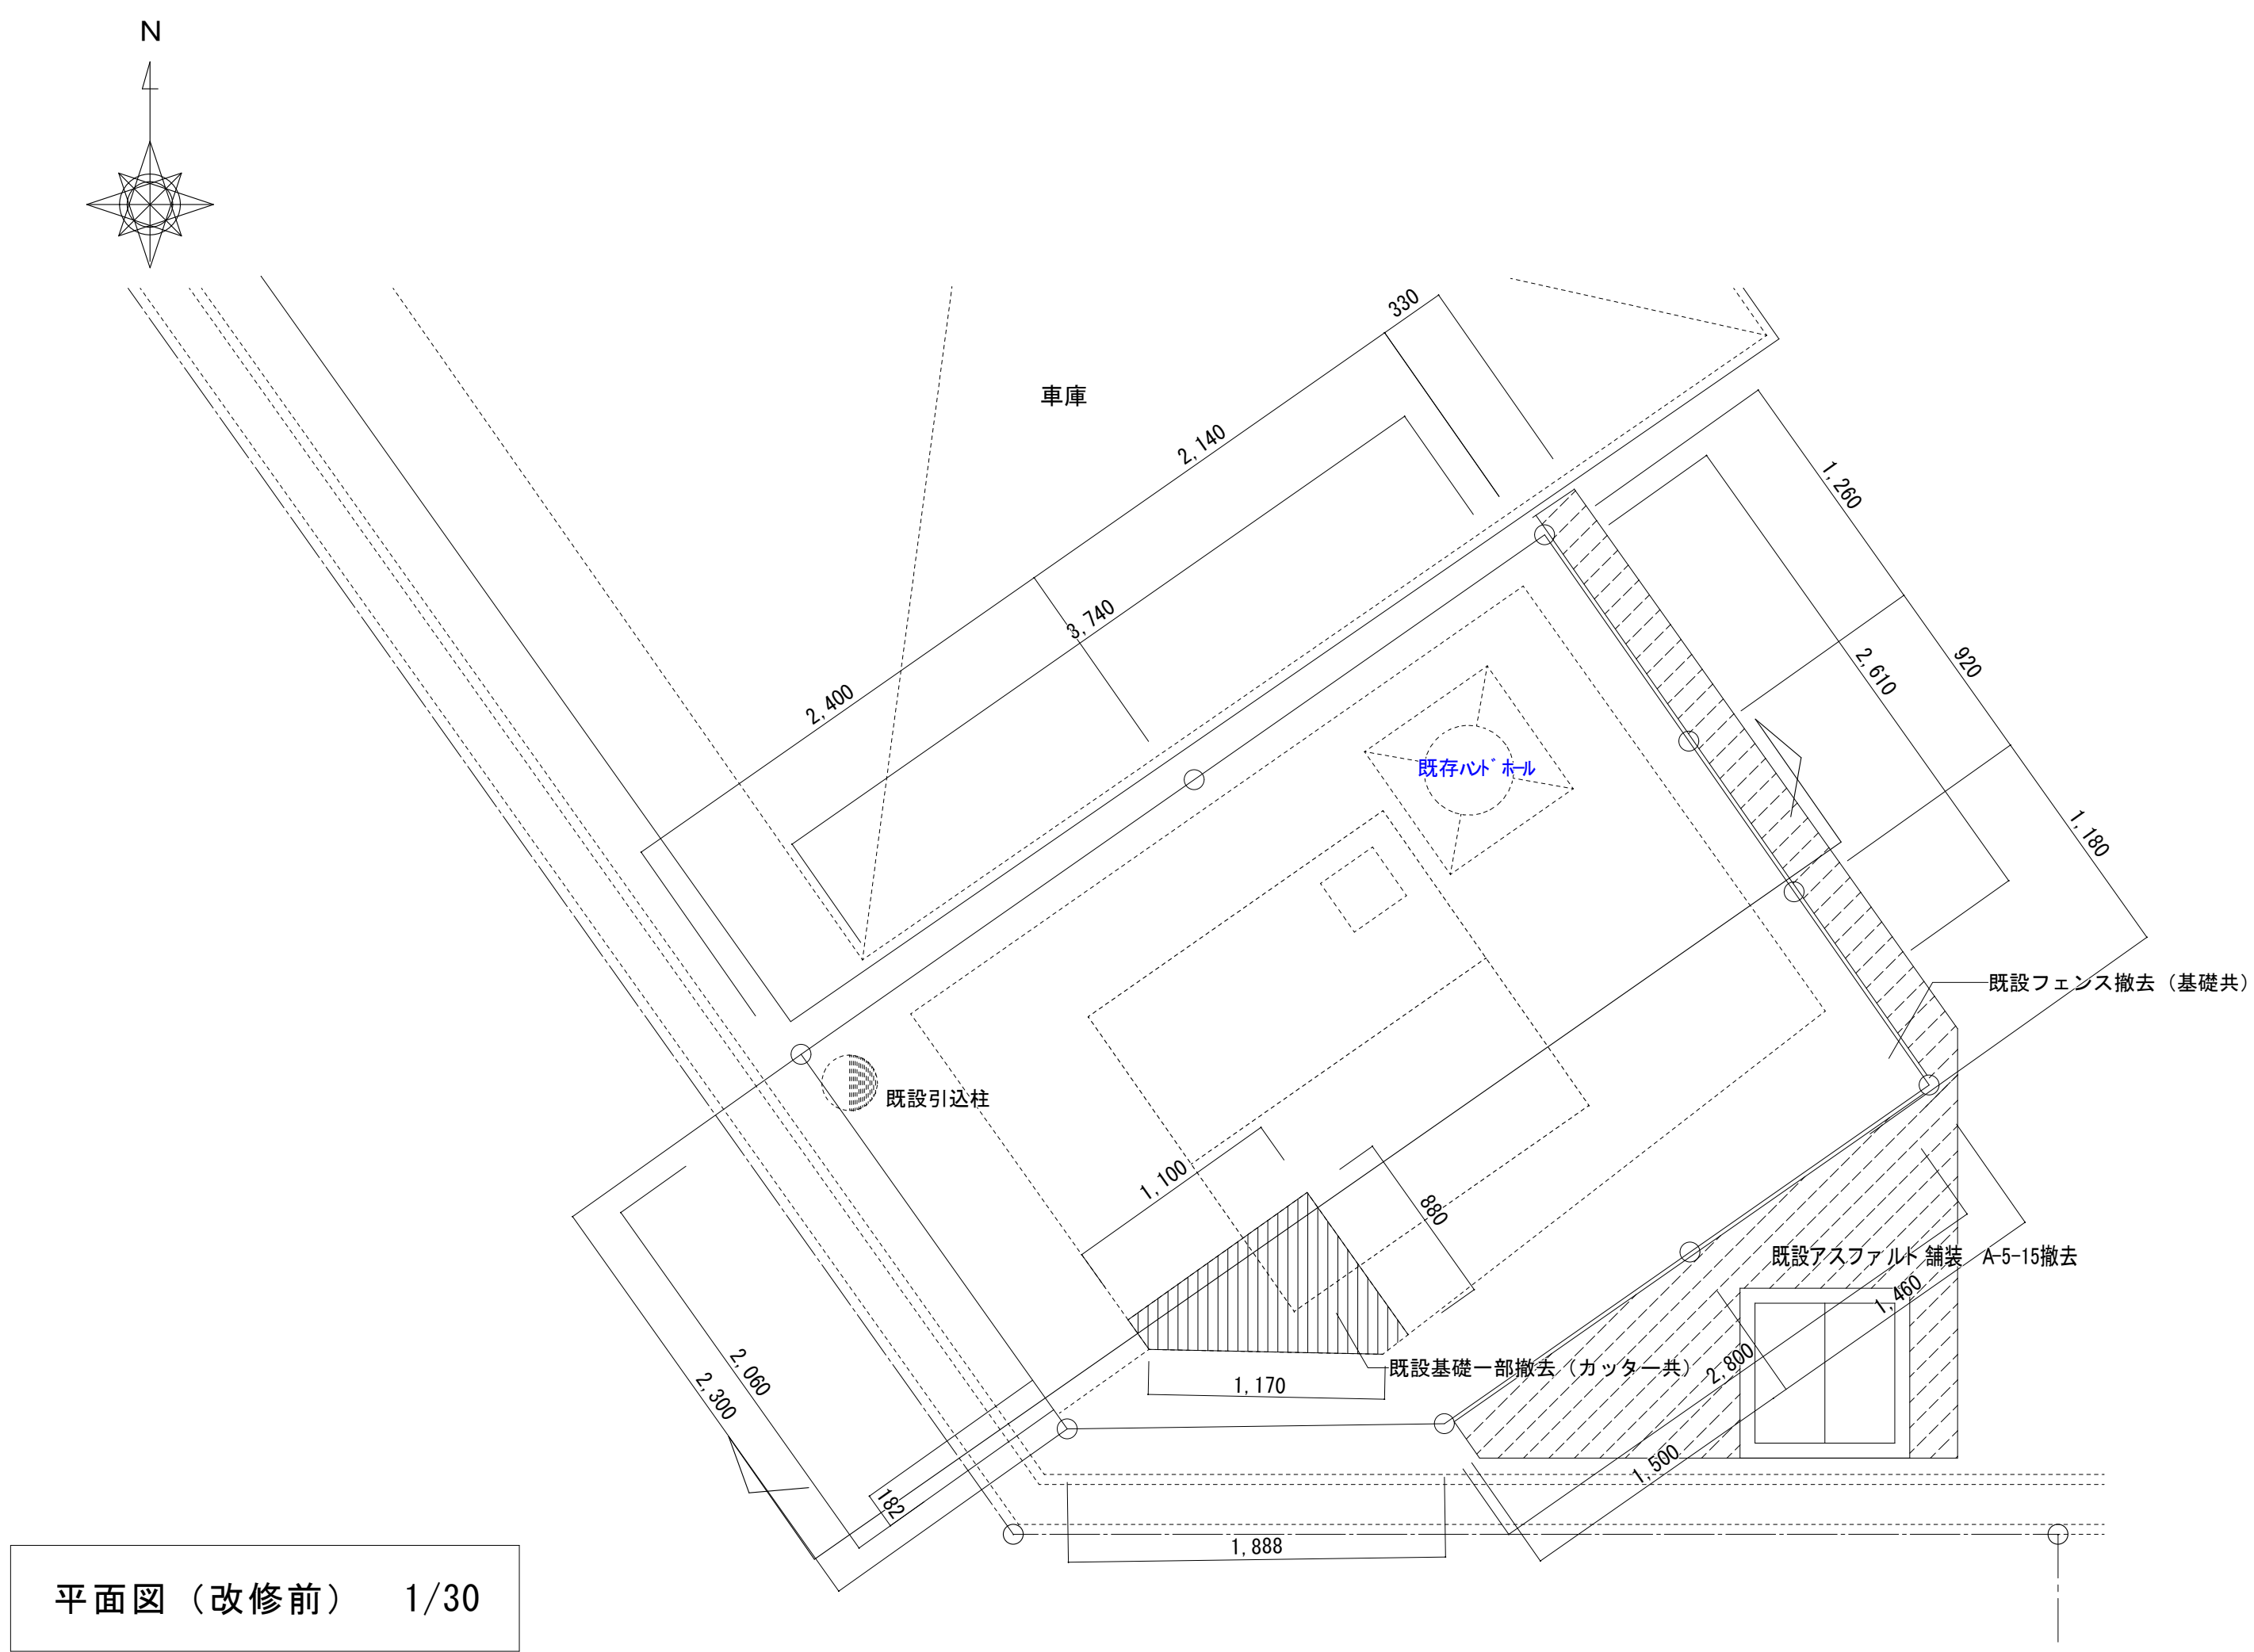 N
330
車庫
2,140
1,260
3,740
920
2,610
2,400
既存ハンドホール
1,180
既設フェンス撤去（基礎共）
既設引込柱
1,100
880
既設アスファルト舗装　A-5-15撤去
1,460
2,060
2,300
2,800
既設基礎一部撤去（カッター共）
1,170
1,500
182
1,888
平面図（改修前）　1/30